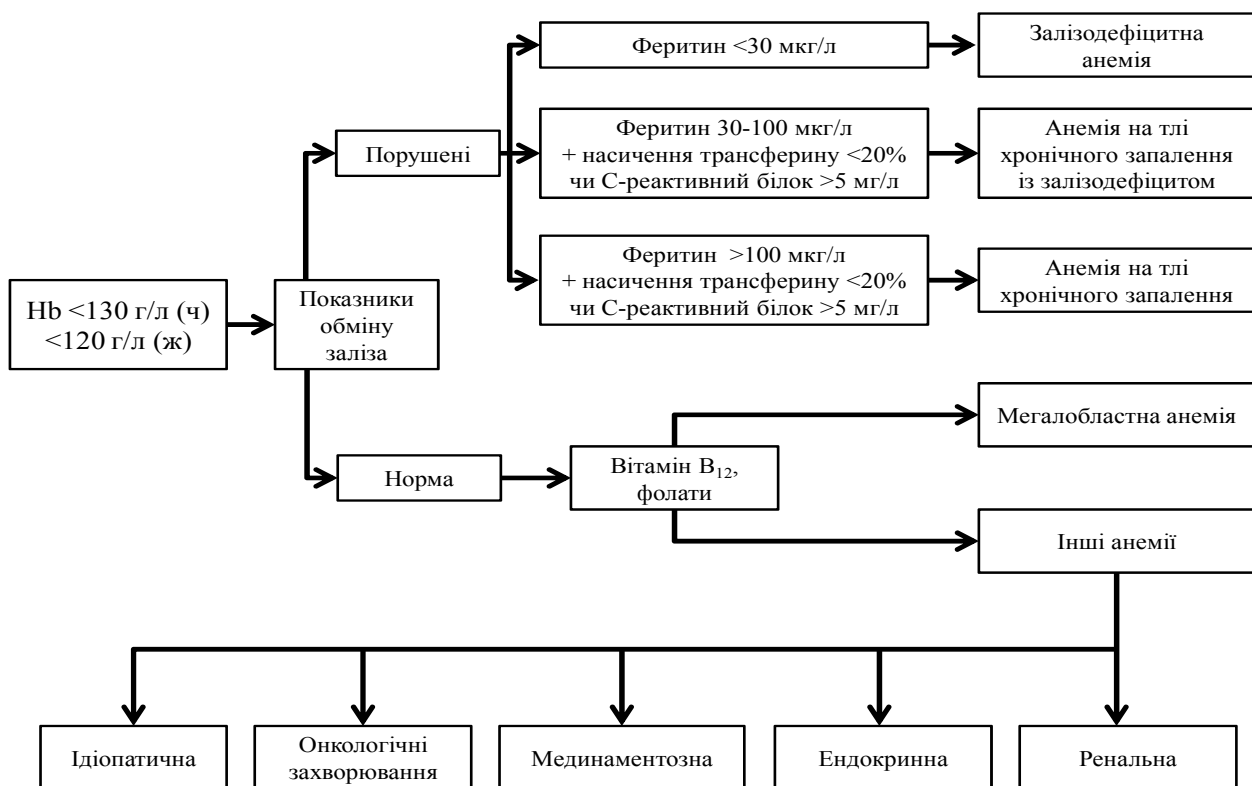 Hb <130 г/л (ч)
<120 г/л (ж)
Показники
обміну
заліза
Порушені
Феритин <30 мкг/л
Залізодефіцитна
анемія
Феритин 30-100 мкг/л
+ насичення трансферину <20%
чи С-реактивний білок >5 мг/л
Анемія на тлі
хронічного запалення
із залізодефіцитом
Феритин >100 мкг/л
+ насичення трансферину <20%
чи С-реактивний білок >5 мг/л
Анемія на тлі
хронічного запалення
Норма
Вітамін В₁₂,
фолати
Мегалобластна анемія
Інші анемії
Ідіопатична
Онкологічні
захворювання
Мединаментозна
Ендокринна
Ренальна